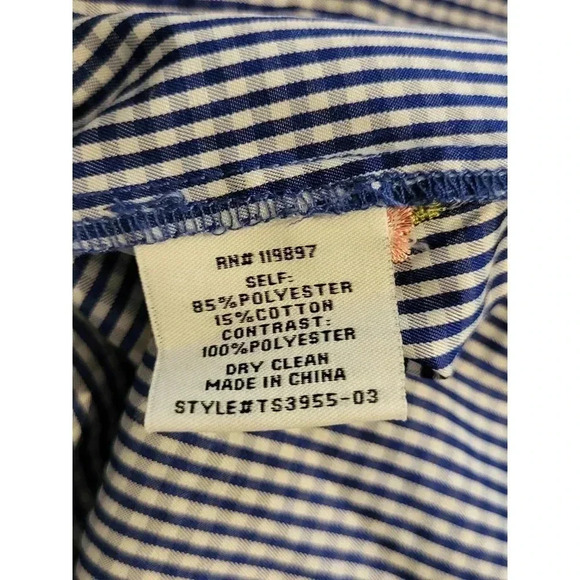 RN# 119897
SELF:
85%POLYESTER
15%COTTON
CONTRAST:
100%POLYESTER
DRY CLEAN
MADE IN CHINA
STYLE#TS3955-03